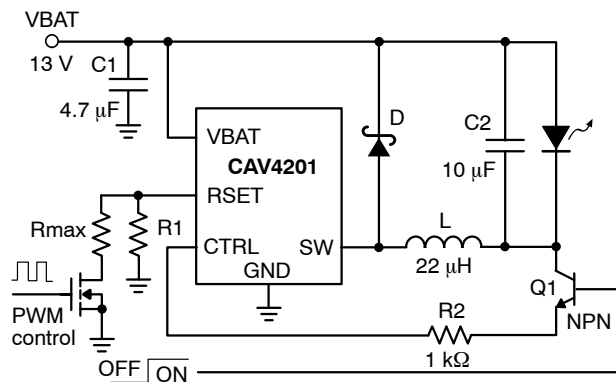 VBAT
13 V
C1
4.7 μF
VBAT
CAV4201
RSET
CTRL
SW
GND
D
C2
10 μF
L
22 μH
Rmax
R1
Q1
NPN
R2
1 kΩ
PWM
control
OFF
ON